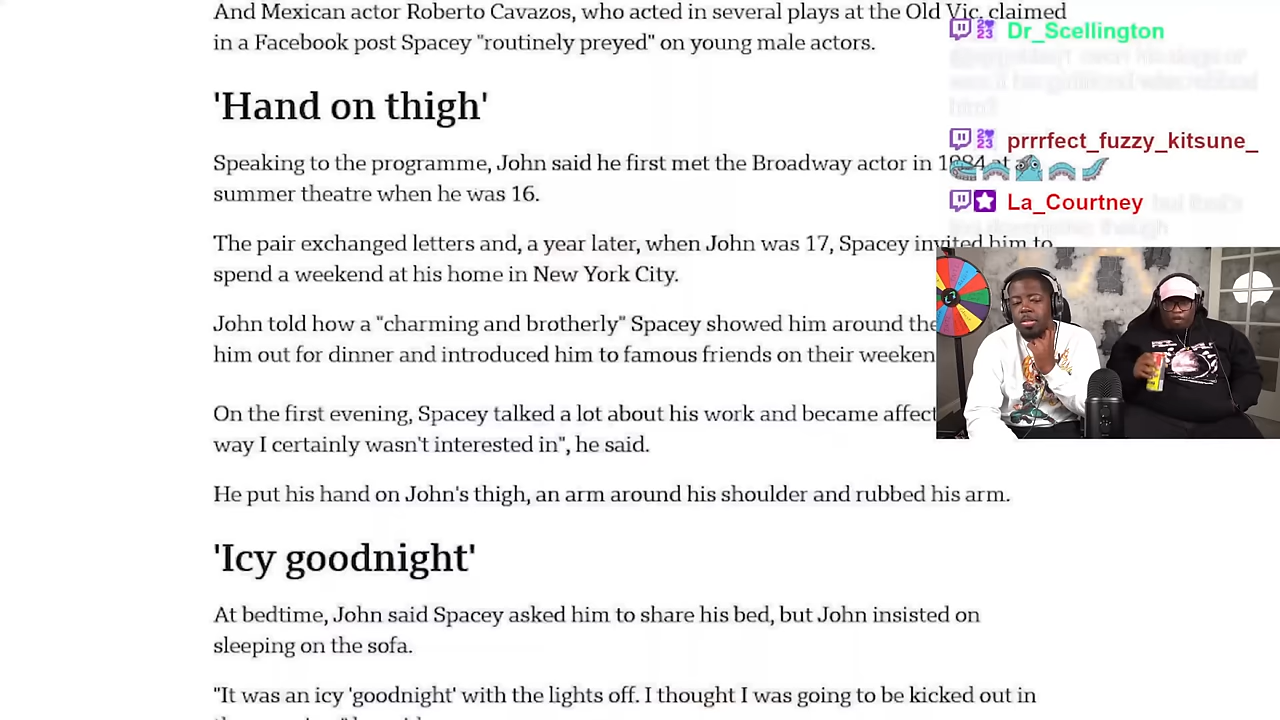 And Mexican actor Roberto Cavazos, who acted in several plays at the Old Vic, claimed
in a Facebook post Spacey "routinely preyed" on young male actors.
'Hand on thigh'
Speaking to the programme, John said he first met the Broadway actor in 1984 at a
summer theatre when he was 16.
The pair exchanged letters and, a year later, when John was 17, Spacey invited him to
spend a weekend at his home in New York City.
John told how a "charming and brotherly" Spacey showed him around the
him out for dinner and introduced him to famous friends on their weeken
On the first evening, Spacey talked a lot about his work and became affect
way I certainly wasn't interested in", he said.
He put his hand on John's thigh, an arm around his shoulder and rubbed his arm.
'Icy goodnight'
At bedtime, John said Spacey asked him to share his bed, but John insisted on
sleeping on the sofa.
"It was an icy 'goodnight' with the lights off. I thought I was going to be kicked out in
Dr_Scellington
prrrfect_fuzzy_kitsune_
La_Courtney